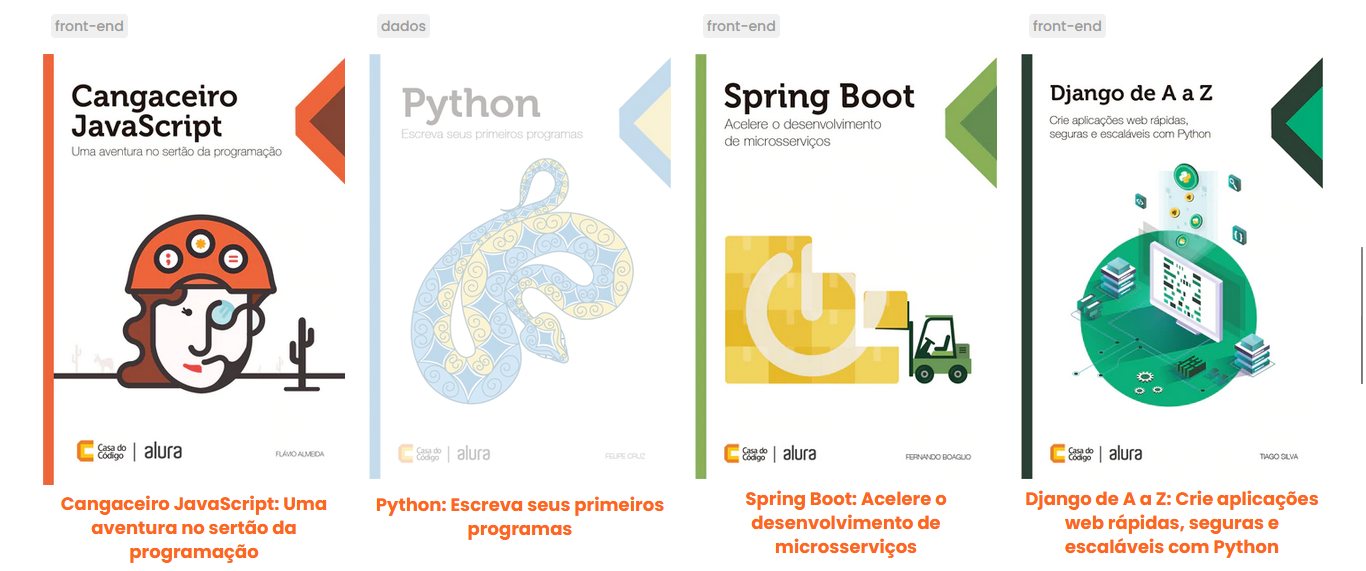 front-end
Cangaceiro
JavaScript
Uma aventura no sertão da programação
; =
Casa do
Código
alura
FLÁVIO ALMEIDA
Cangaceiro JavaScript: Uma
aventura no sertão da
programação
dados
Python
Escreva seus primeiros programas
Casa do
Código
alura
FELIPE CRUZ
Python: Escreva seus primeiros
programas
front-end
Spring Boot
Acelere o desenvolvimento
de microsserviços
Casa do
Código
alura
FERNANDO BOAGLIO
Spring Boot: Acelere o
desenvolvimento de
microsserviços
front-end
Django de A a Z
Crie aplicações web rápidas,
seguras e escaláveis com Python
Casa do
Código
alura
TIAGO SILVA
Django de A a Z: Crie aplicações
web rápidas, seguras e
escaláveis com Python